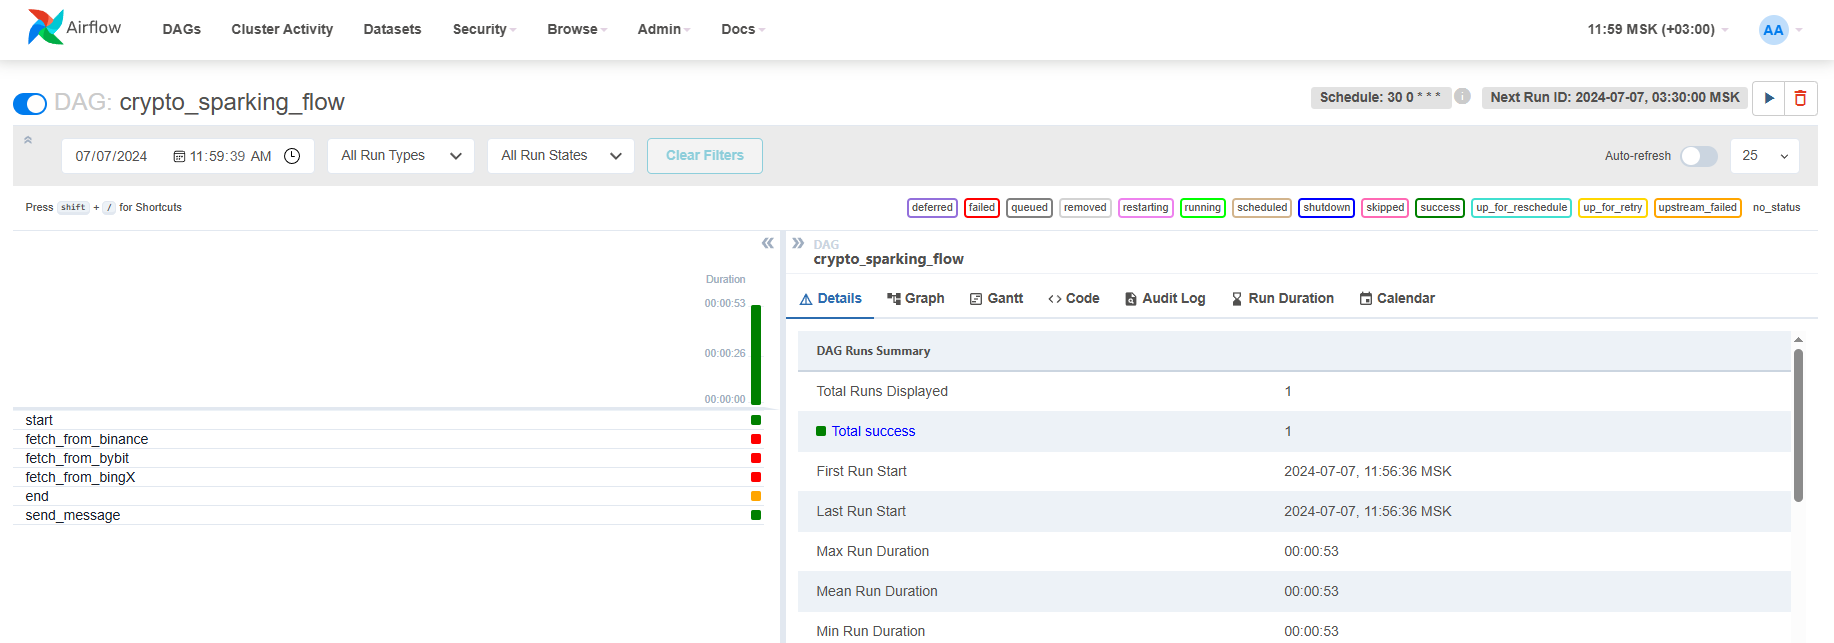 Airflow DAGs Cluster Activity Datasets Security Browse Admin Docs 11:59 MSK (+03:00) AA
DAG: crypto_sparking_flow Schedule: 30 0 * * * i Next Run ID: 2024-07-07, 03:30:00 MSK
07/07/2024 11:59:39 AM All Run Types All Run States Clear Filters Auto-refresh 25
Press shift + / for Shortcuts deferred failed queued removed restarting running scheduled shutdown skipped success up_for_reschedule up_for_retry upstream_failed no_status
Duration
00:00:53
00:00:26
00:00:00
start
fetch_from_binance
fetch_from_bybit
fetch_from_bingX
end
send_message
DAG
crypto_sparking_flow
Details Graph Gantt Code Audit Log Run Duration Calendar
DAG Runs Summary
Total Runs Displayed 1
Total success 1
First Run Start 2024-07-07, 11:56:36 MSK
Last Run Start 2024-07-07, 11:56:36 MSK
Max Run Duration 00:00:53
Mean Run Duration 00:00:53
Min Run Duration 00:00:53